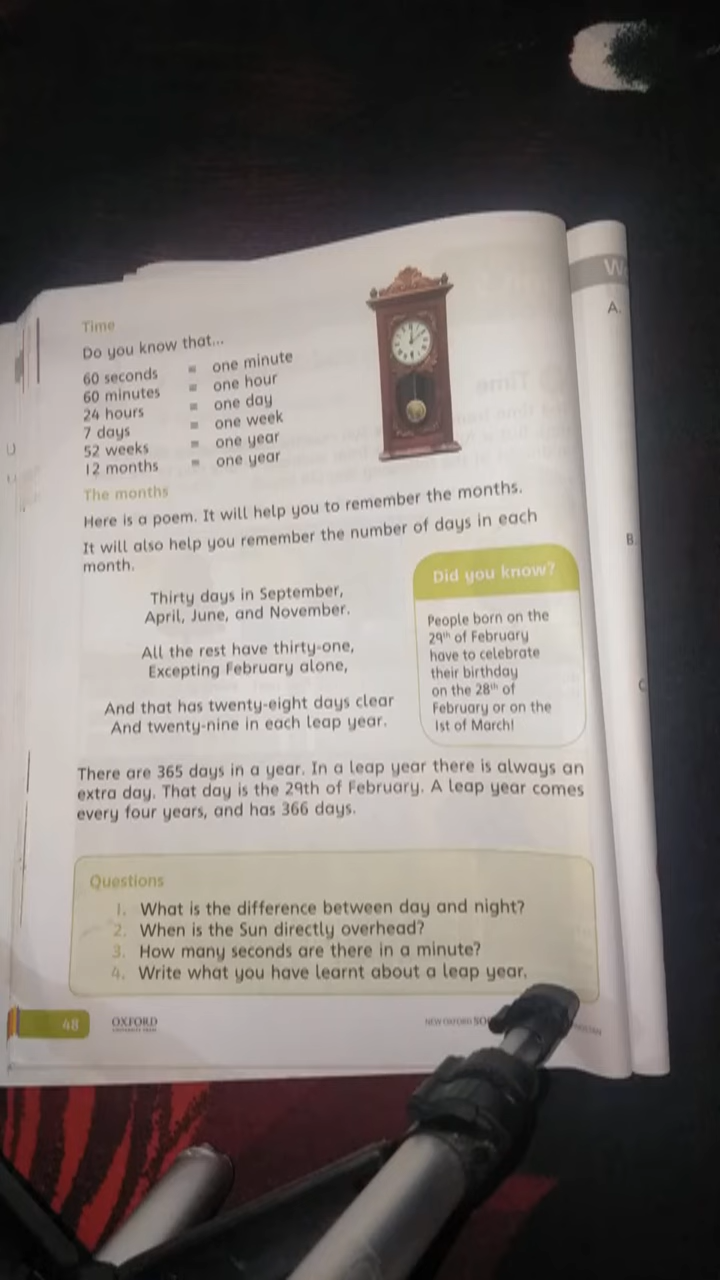 Time
Do you know that...
60 seconds = one minute
60 minutes = one hour
24 hours = one day
7 days = one week
52 weeks = one year
12 months = one year
The months
Here is a poem. It will help you to remember the months.
It will also help you remember the number of days in each
month.
Thirty days in September,
April, June, and November.
All the rest have thirty-one,
Excepting February alone,
And that has twenty-eight days clear
And twenty-nine in each leap year.
Did you know?
People born on the
29th of February
have to celebrate
their birthday
on the 28th of
February or on the
1st of March!
There are 365 days in a year. In a leap year there is always an
extra day. That day is the 29th of February. A leap year comes
every four years, and has 366 days.
Questions
1. What is the difference between day and night?
2. When is the Sun directly overhead?
3. How many seconds are there in a minute?
4. Write what you have learnt about a leap year.
48
OXFORD
NEW OXFORD
W
A.
B.
C